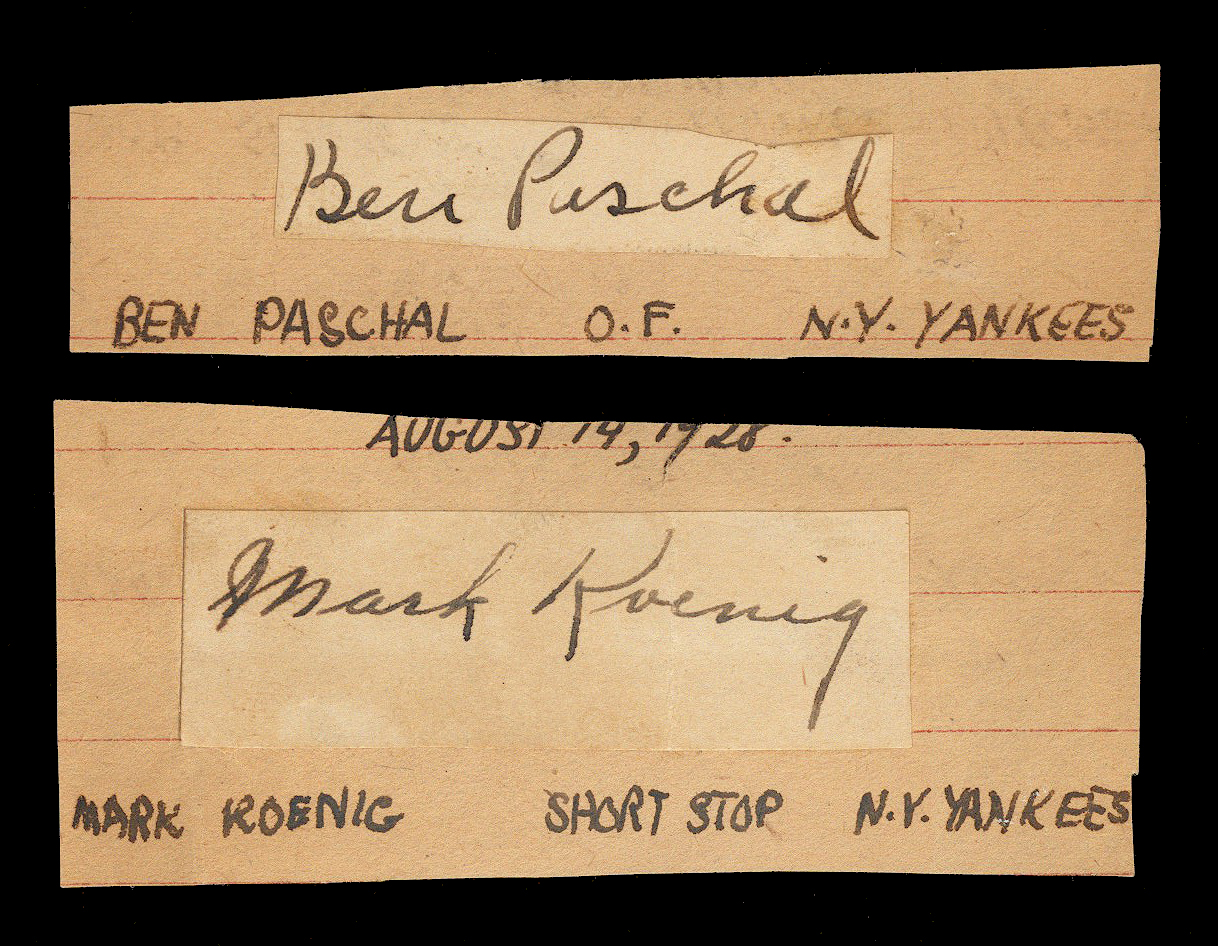 Ben Paschal
BEN PASCHAL O.F. N.Y. YANKEES
AUGUST 14, 1928.
Mark Koenig
MARK KOENIG SHORT STOP N.Y. YANKEES